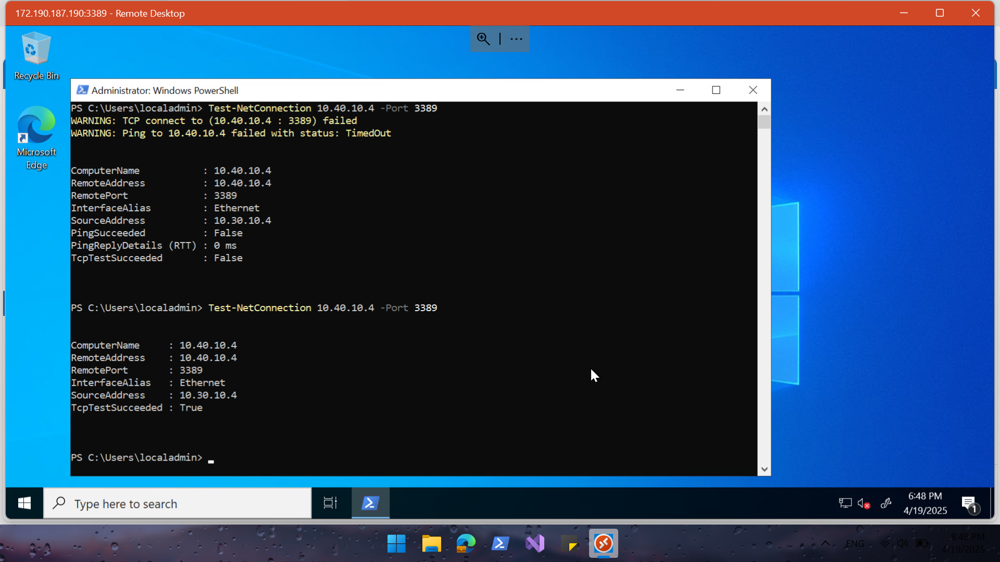 172.190.187.190:3389 - Remote Desktop
Recycle Bin
Microsoft
Edge
Administrator: Windows PowerShell
PS C:\Users\localadmin> Test-NetConnection 10.40.10.4 -Port 3389
WARNING: TCP connect to (10.40.10.4 : 3389) failed
WARNING: Ping to 10.40.10.4 failed with status: TimedOut
ComputerName : 10.40.10.4
RemoteAddress : 10.40.10.4
RemotePort : 3389
InterfaceAlias : Ethernet
SourceAddress : 10.30.10.4
PingSucceeded : False
PingReplyDetails (RTT) : 0 ms
TcpTestSucceeded : False
PS C:\Users\localadmin> Test-NetConnection 10.40.10.4 -Port 3389
ComputerName : 10.40.10.4
RemoteAddress : 10.40.10.4
RemotePort : 3389
InterfaceAlias : Ethernet
SourceAddress : 10.30.10.4
TcpTestSucceeded : True
PS C:\Users\localadmin>
Type here to search
6:48 PM
4/19/2025
1
ENG
8:48 PM
4/19/2025